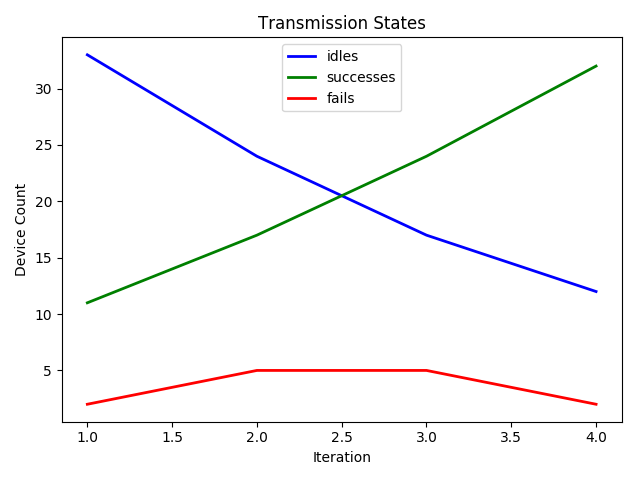 Transmission States
idles
successes
fails
Device Count
30
25
20
15
10
5
1.0 1.5 2.0 2.5 3.0 3.5 4.0
Iteration